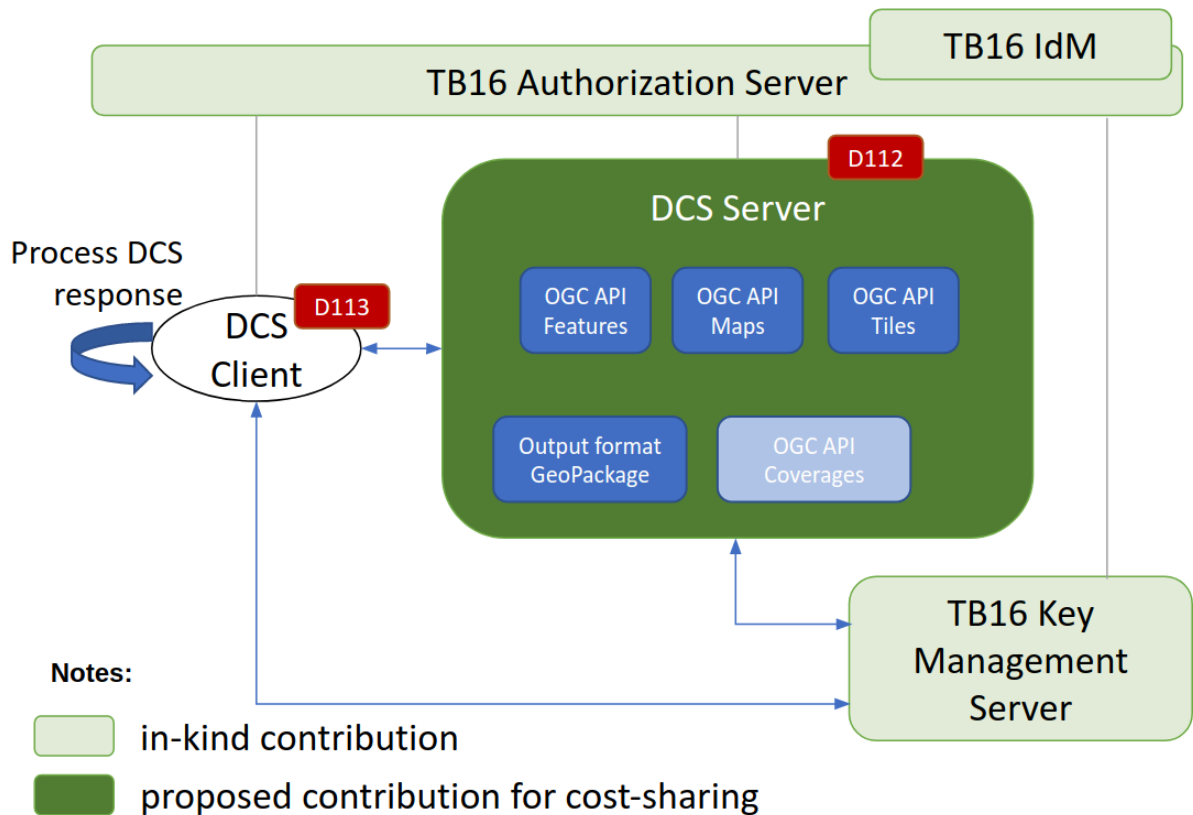 TB16 IdM
TB16 Authorization Server
D112
DCS Server
Process DCS
response
D113
DCS
Client
OGC API
Features
OGC API
Maps
OGC API
Tiles
Output format
GeoPackage
OGC API
Coverages
TB16 Key
Management
Server
Notes:
in-kind contribution
proposed contribution for cost-sharing